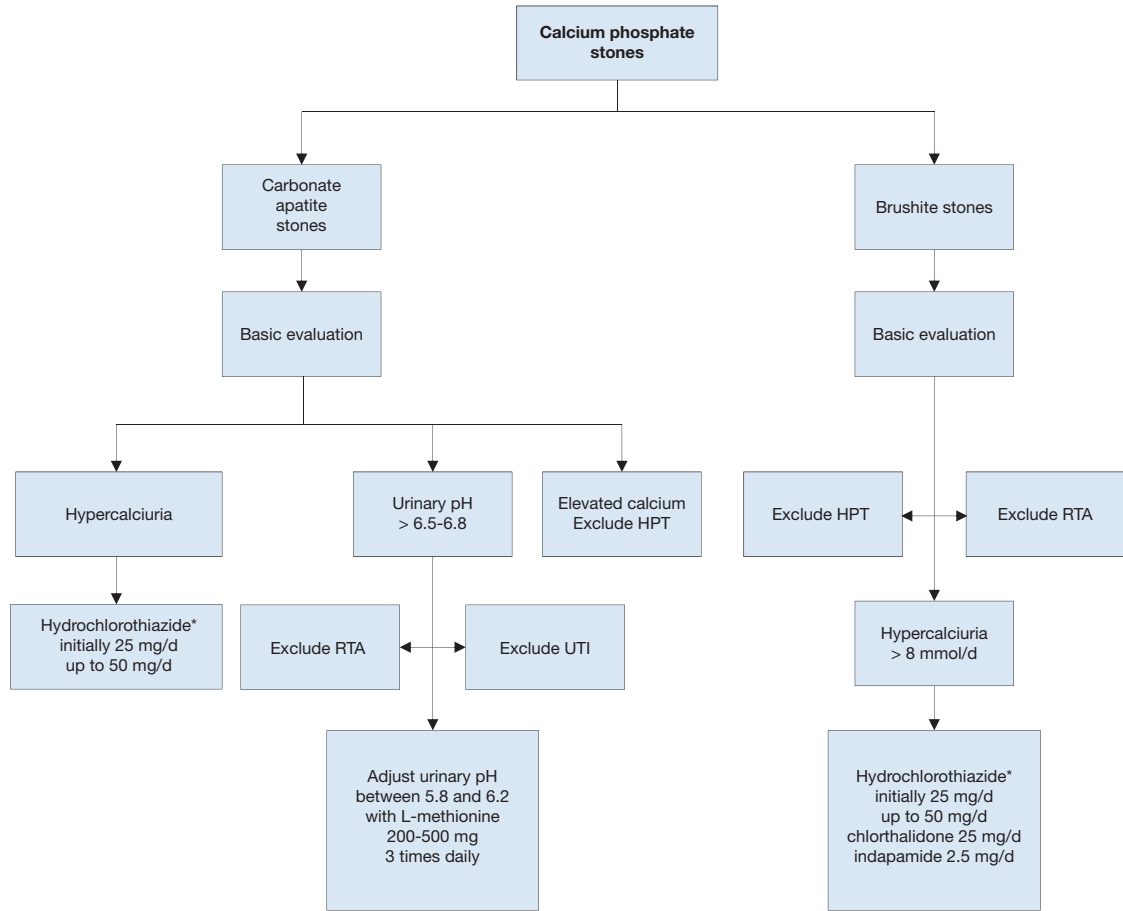 Calcium phosphate
stones
Carbonate
apatite
stones
Brushite stones
Basic evaluation
Basic evaluation
Hypercalciuria
Urinary pH
> 6.5-6.8
Elevated calcium
Exclude HPT
Exclude HPT
Exclude RTA
Hydrochlorothiazide*
initially 25 mg/d
up to 50 mg/d
Exclude RTA
Exclude UTI
Hypercalciuria
> 8 mmol/d
Adjust urinary pH
between 5.8 and 6.2
with L-methionine
200-500 mg
3 times daily
Hydrochlorothiazide*
initially 25 mg/d
up to 50 mg/d
chlorthalidone 25 mg/d
indapamide 2.5 mg/d